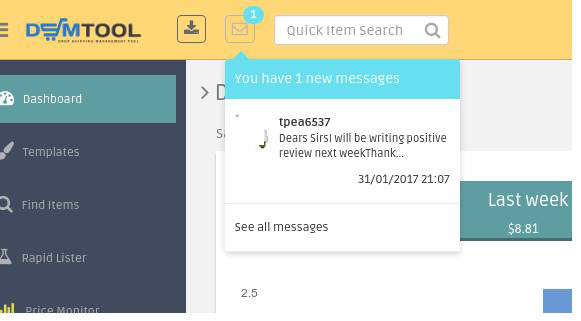 DSMTOOL
DROP SHIPPING MANAGEMENT TOOL
1
Quick Item Search
You have 1 new messages
tpea6537
Dears SirsI will be writing positive
review next weekThank...
31/01/2017 21:07
See all messages
Dashboard
Templates
Find Items
Rapid Lister
Price Monitor
Last week
$8.81
2.5